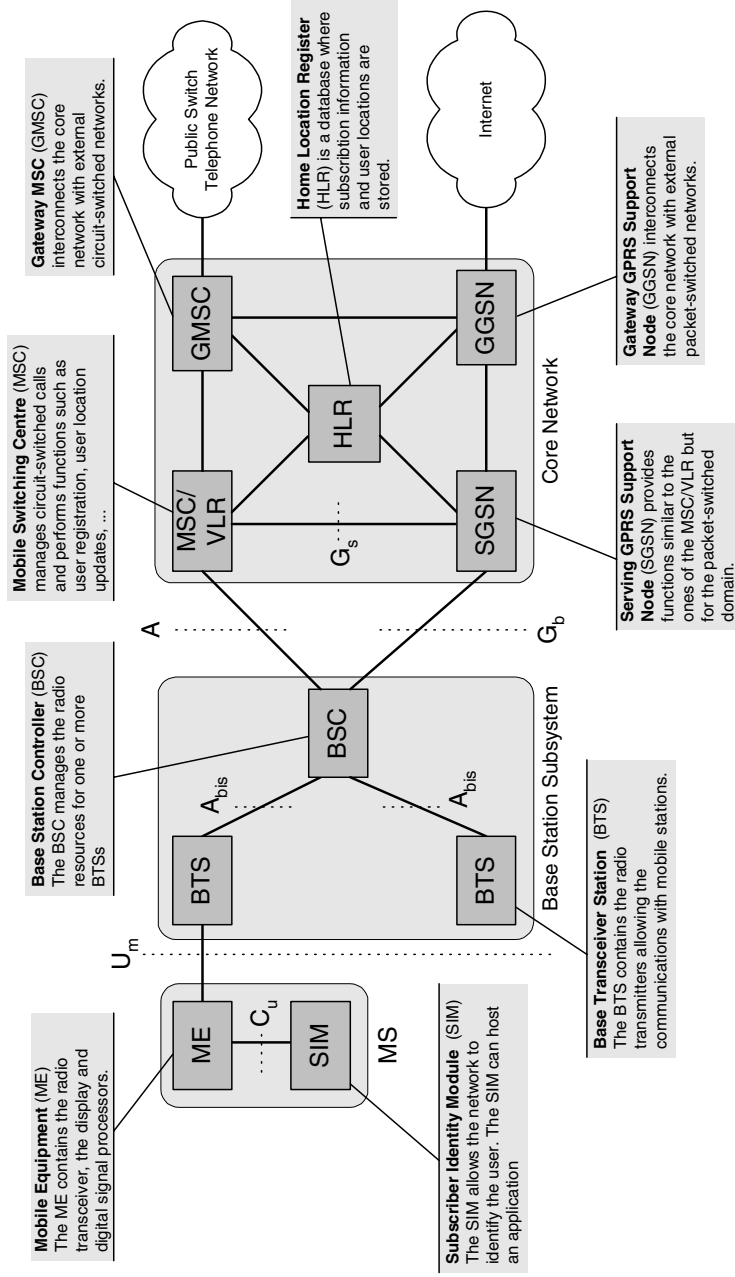 Mobile Equipment (ME)
The ME contains the radio
transceiver, the display and
digital signal processors.
Base Station Controller (BSC)
The BSC manages the radio
resources for one or more
BTSs
Mobile Switching Centre (MSC)
manages circuit-switched calls
and performs functions such as
user registration, user location
updates, ...
Gateway MSC (GMSC)
interconnects the core
network with external
circuit-switched networks.
Um
A
ME
Cu
SIM
MS
BTS
Abis
BSC
Abis
BTS
Base Station Subsystem
Gb
MSC/
VLR
GMSC
Gs
HLR
SGSN
GGSN
Core Network
Public Switch
Telephone Network
Home Location Register
(HLR) is a database where
subscribtion information
and user locations are
stored.
Internet
Subscriber Identity Module (SIM)
The SIM allows the network to
identify the user. The SIM can host
an application
Base Transceiver Station (BTS)
The BTS contains the radio
transmitters allowing the
communications with mobile stations.
Serving GPRS Support
Node (SGSN) provides
functions similar to the
ones of the MSC/VLR but
for the packet-switched
domain.
Gateway GPRS Support
Node (GGSN) interconnects
the core network with external
packet-switched networks.